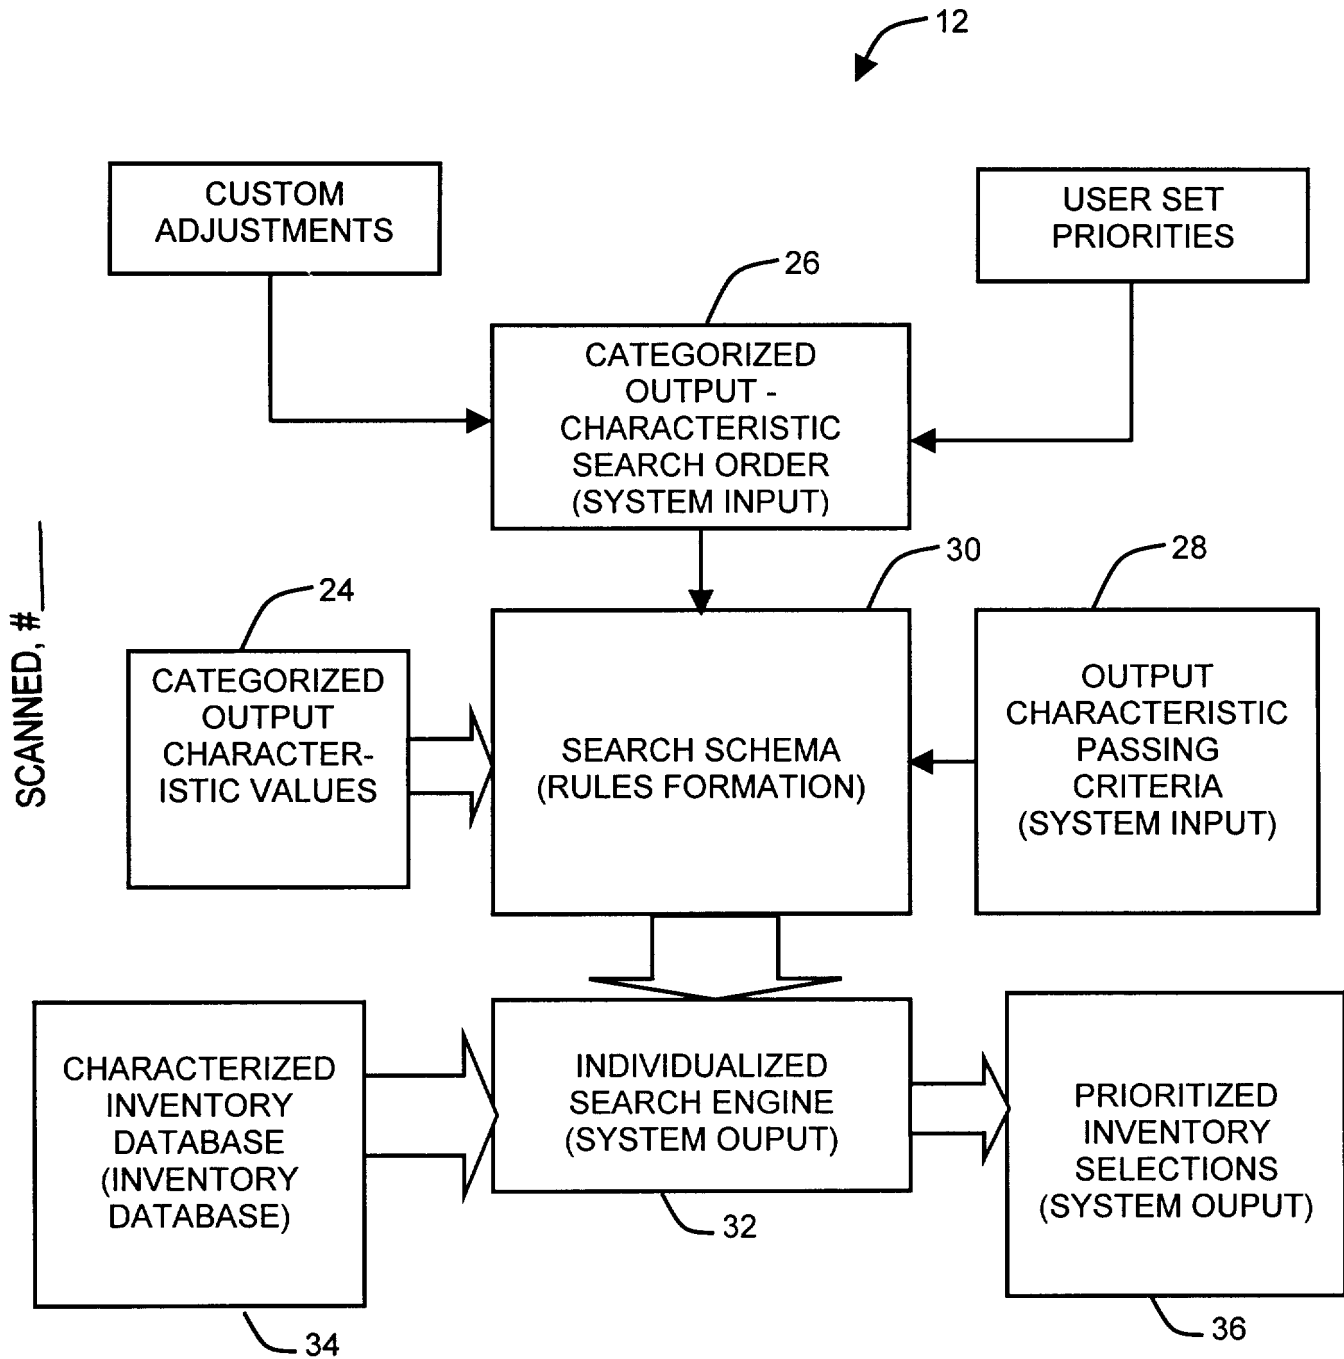 12
CUSTOM
ADJUSTMENTS
USER SET
PRIORITIES
26
CATEGORIZED
OUTPUT -
CHARACTERISTIC
SEARCH ORDER
(SYSTEM INPUT)
SCANNED, #
24
CATEGORIZED
OUTPUT
CHARACTER-
ISTIC VALUES
30
SEARCH SCHEMA
(RULES FORMATION)
28
OUTPUT
CHARACTERISTIC
PASSING
CRITERIA
(SYSTEM INPUT)
CHARACTERIZED
INVENTORY
DATABASE
(INVENTORY
DATABASE)
34
INDIVIDUALIZED
SEARCH ENGINE
(SYSTEM OUPUT)
32
PRIORITIZED
INVENTORY
SELECTIONS
(SYSTEM OUPUT)
36